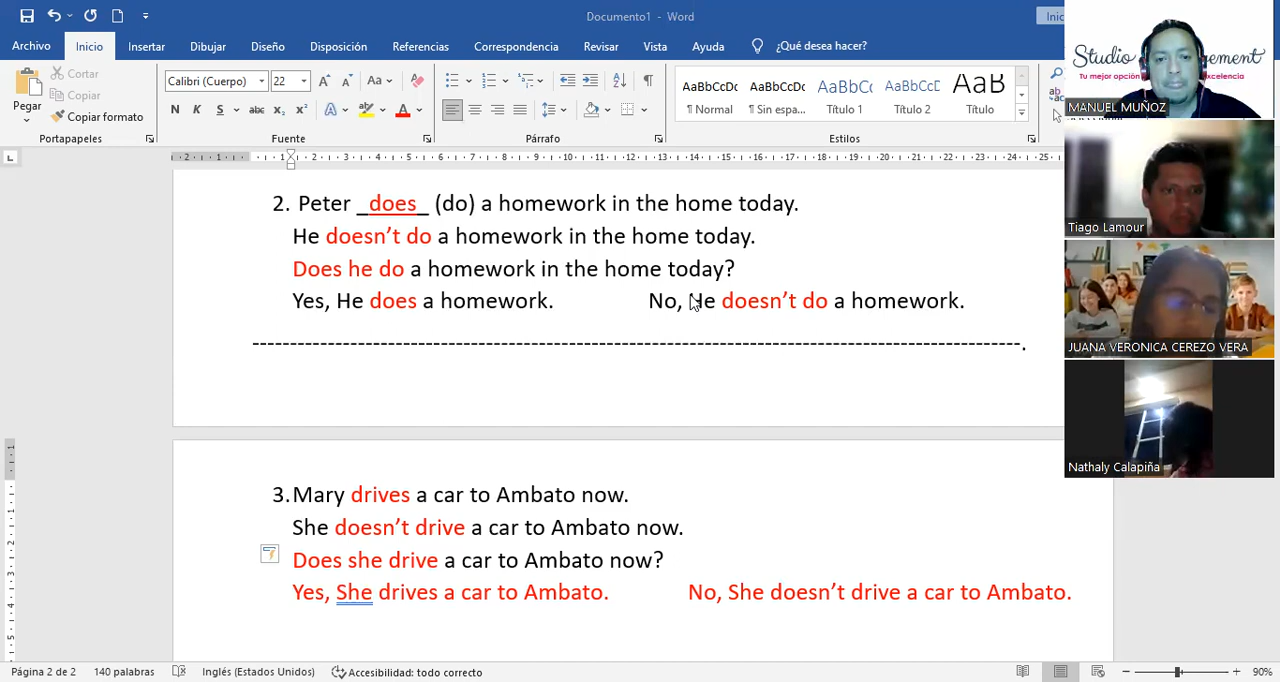 Documento1 - Word
Inic
Archivo Inicio Insertar Dibujar Diseño Disposición Referencias Correspondencia Revisar Vista Ayuda ¿Qué desea hacer?
Pegar
Cortar
Copiar
Copiar formato
Portapapeles
Calibri (Cuerpo) 22
N K S abc x₂ x²
Fuente
Párrafo
AaBbCcDc AaBbCcDc AaBbC AaBbCcD AaB
¶ Normal ¶ Sin espa... Título 1 Título 2 Título
Estilos
2. Peter _does_ (do) a homework in the home today.
He doesn’t do a homework in the home today.
Does he do a homework in the home today?
Yes, He does a homework. No, He doesn’t do a homework.
3. Mary drives a car to Ambato now.
She doesn’t drive a car to Ambato now.
Does she drive a car to Ambato now?
Yes, She drives a car to Ambato. No, She doesn’t drive a car to Ambato.
Studio
Tu mejor opción
MANUEL MUÑOZ
Tiago Lamour
JUANA VERONICA CEREZO VERA
Nathaly Calapiña
Página 2 de 2 140 palabras Inglés (Estados Unidos) Accesibilidad: todo correcto 90%